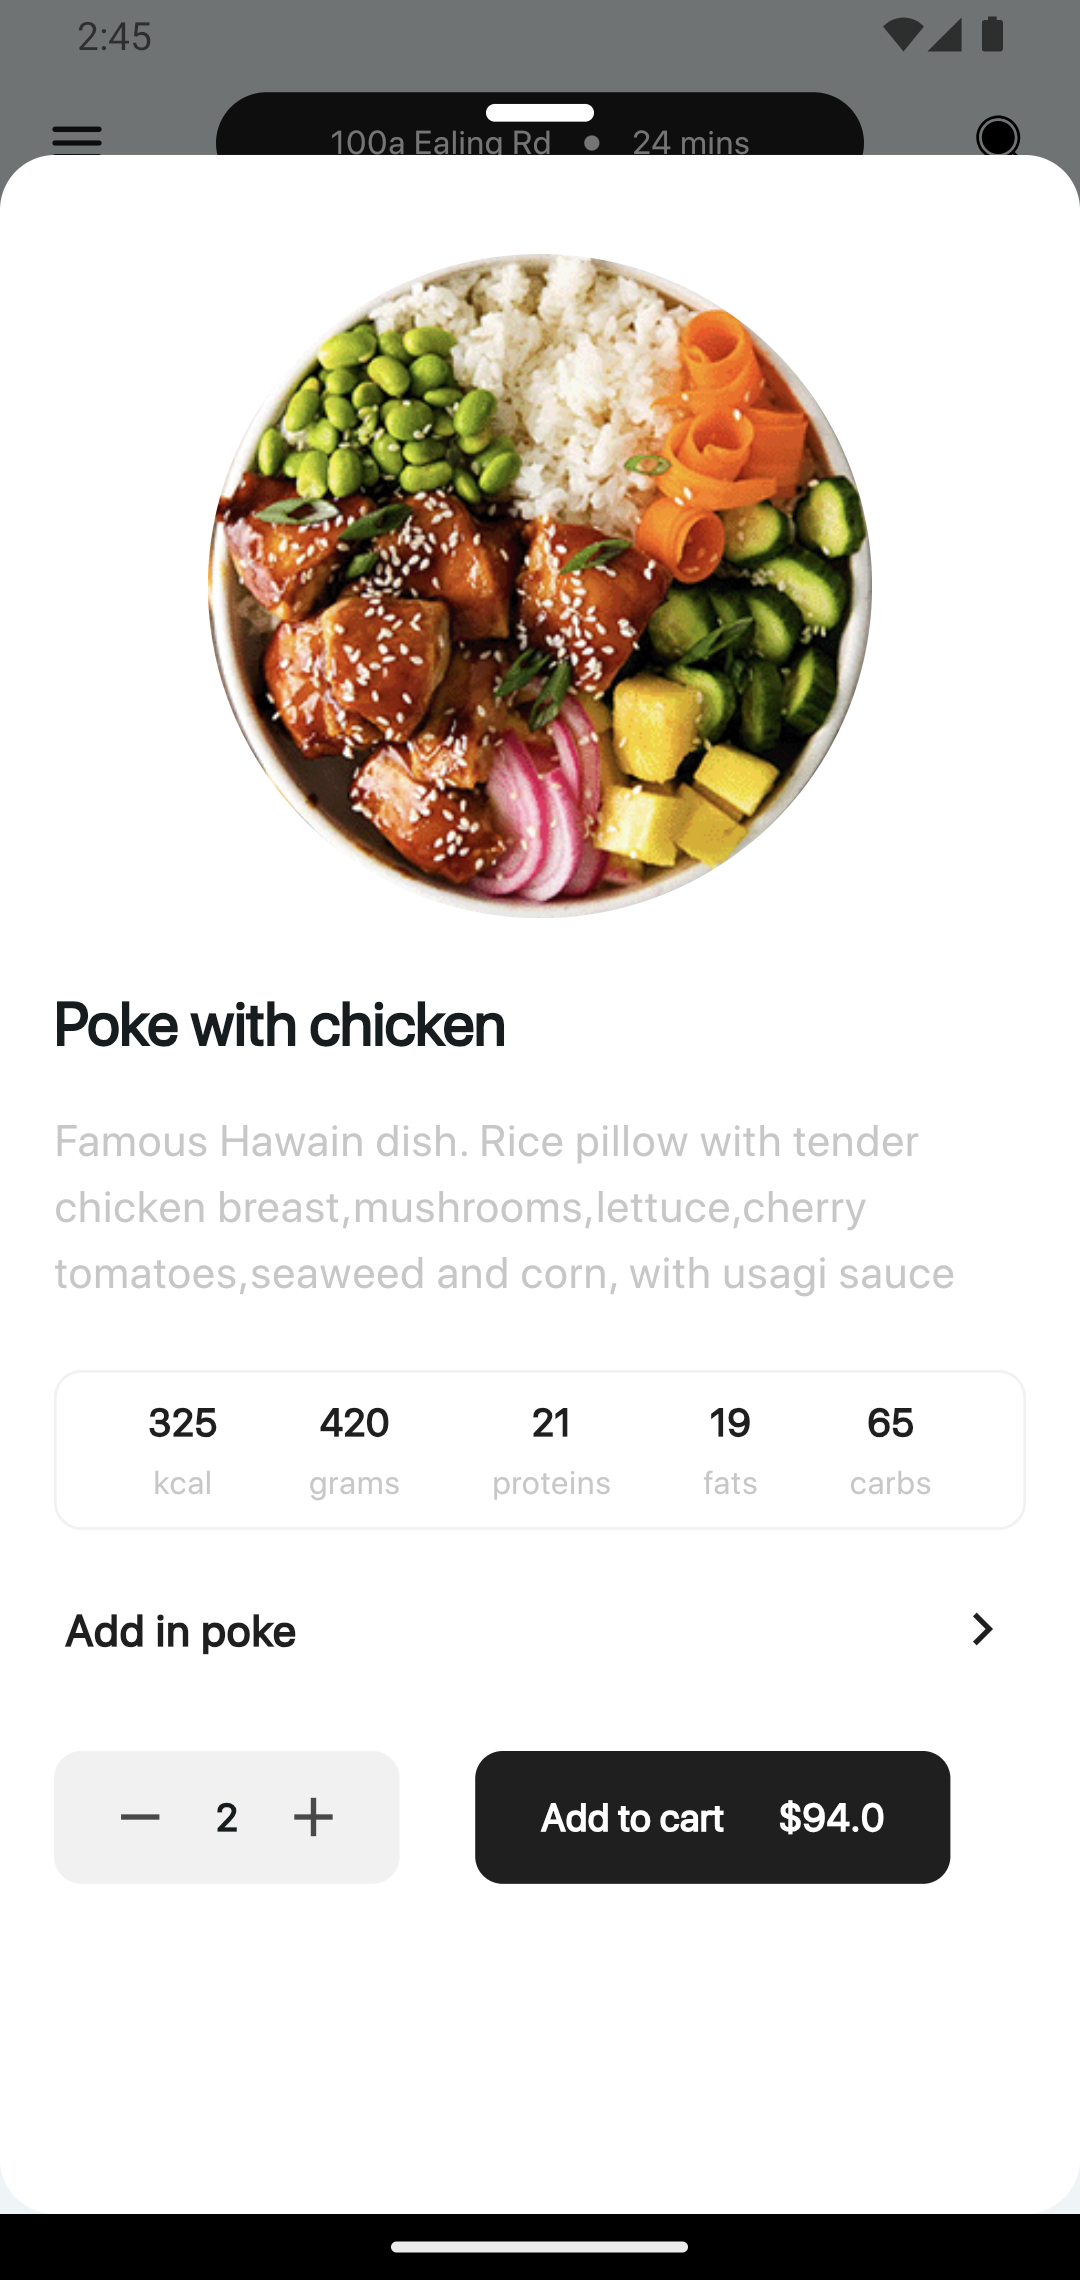 2:45
100a Ealing Rd ● 24 mins
Poke with chicken
Famous Hawain dish. Rice pillow with tender
chicken breast,mushrooms,lettuce,cherry
tomatoes,seaweed and corn, with usagi sauce
325 420 21 19 65
kcal grams proteins fats carbs
Add in poke
2 Add to cart $94.0